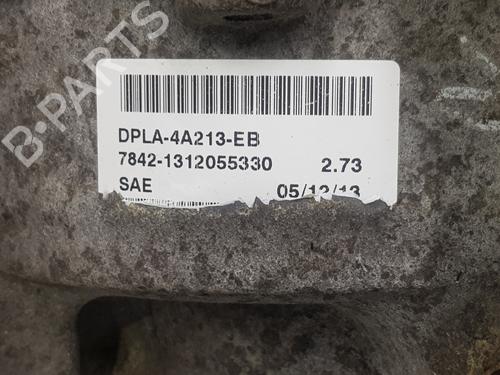 B-PARTS
DPLA-4A213-EB
7842-1312055330 2.73
SAE 05/12/13